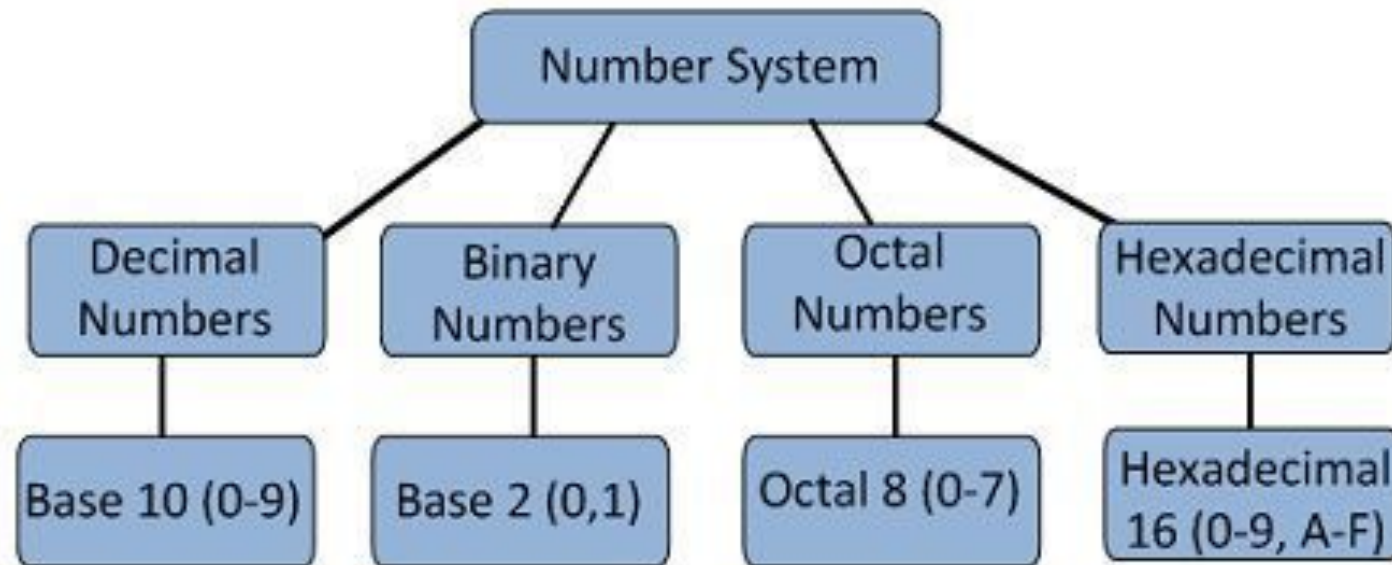 Number System
Decimal
Numbers
Binary
Numbers
Octal
Numbers
Hexadecimal
Numbers
Base 10 (0-9)
Base 2 (0,1)
Octal 8 (0-7)
Hexadecimal
16 (0-9, A-F)